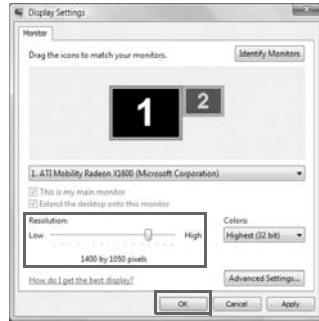 Display Settings
Monitor
Drag the icons to match your monitors.
Identify Monitors
1
2
1. ATI Mobility Radeon X1600 (Microsoft Corporation)
This is my main monitor
Extend the desktop onto this monitor
Resolution:
Colors:
Low
High
Highest (32 bit)
1400 by 1050 pixels
How do I get the best display?
Advanced Settings...
OK
Cancel
Apply